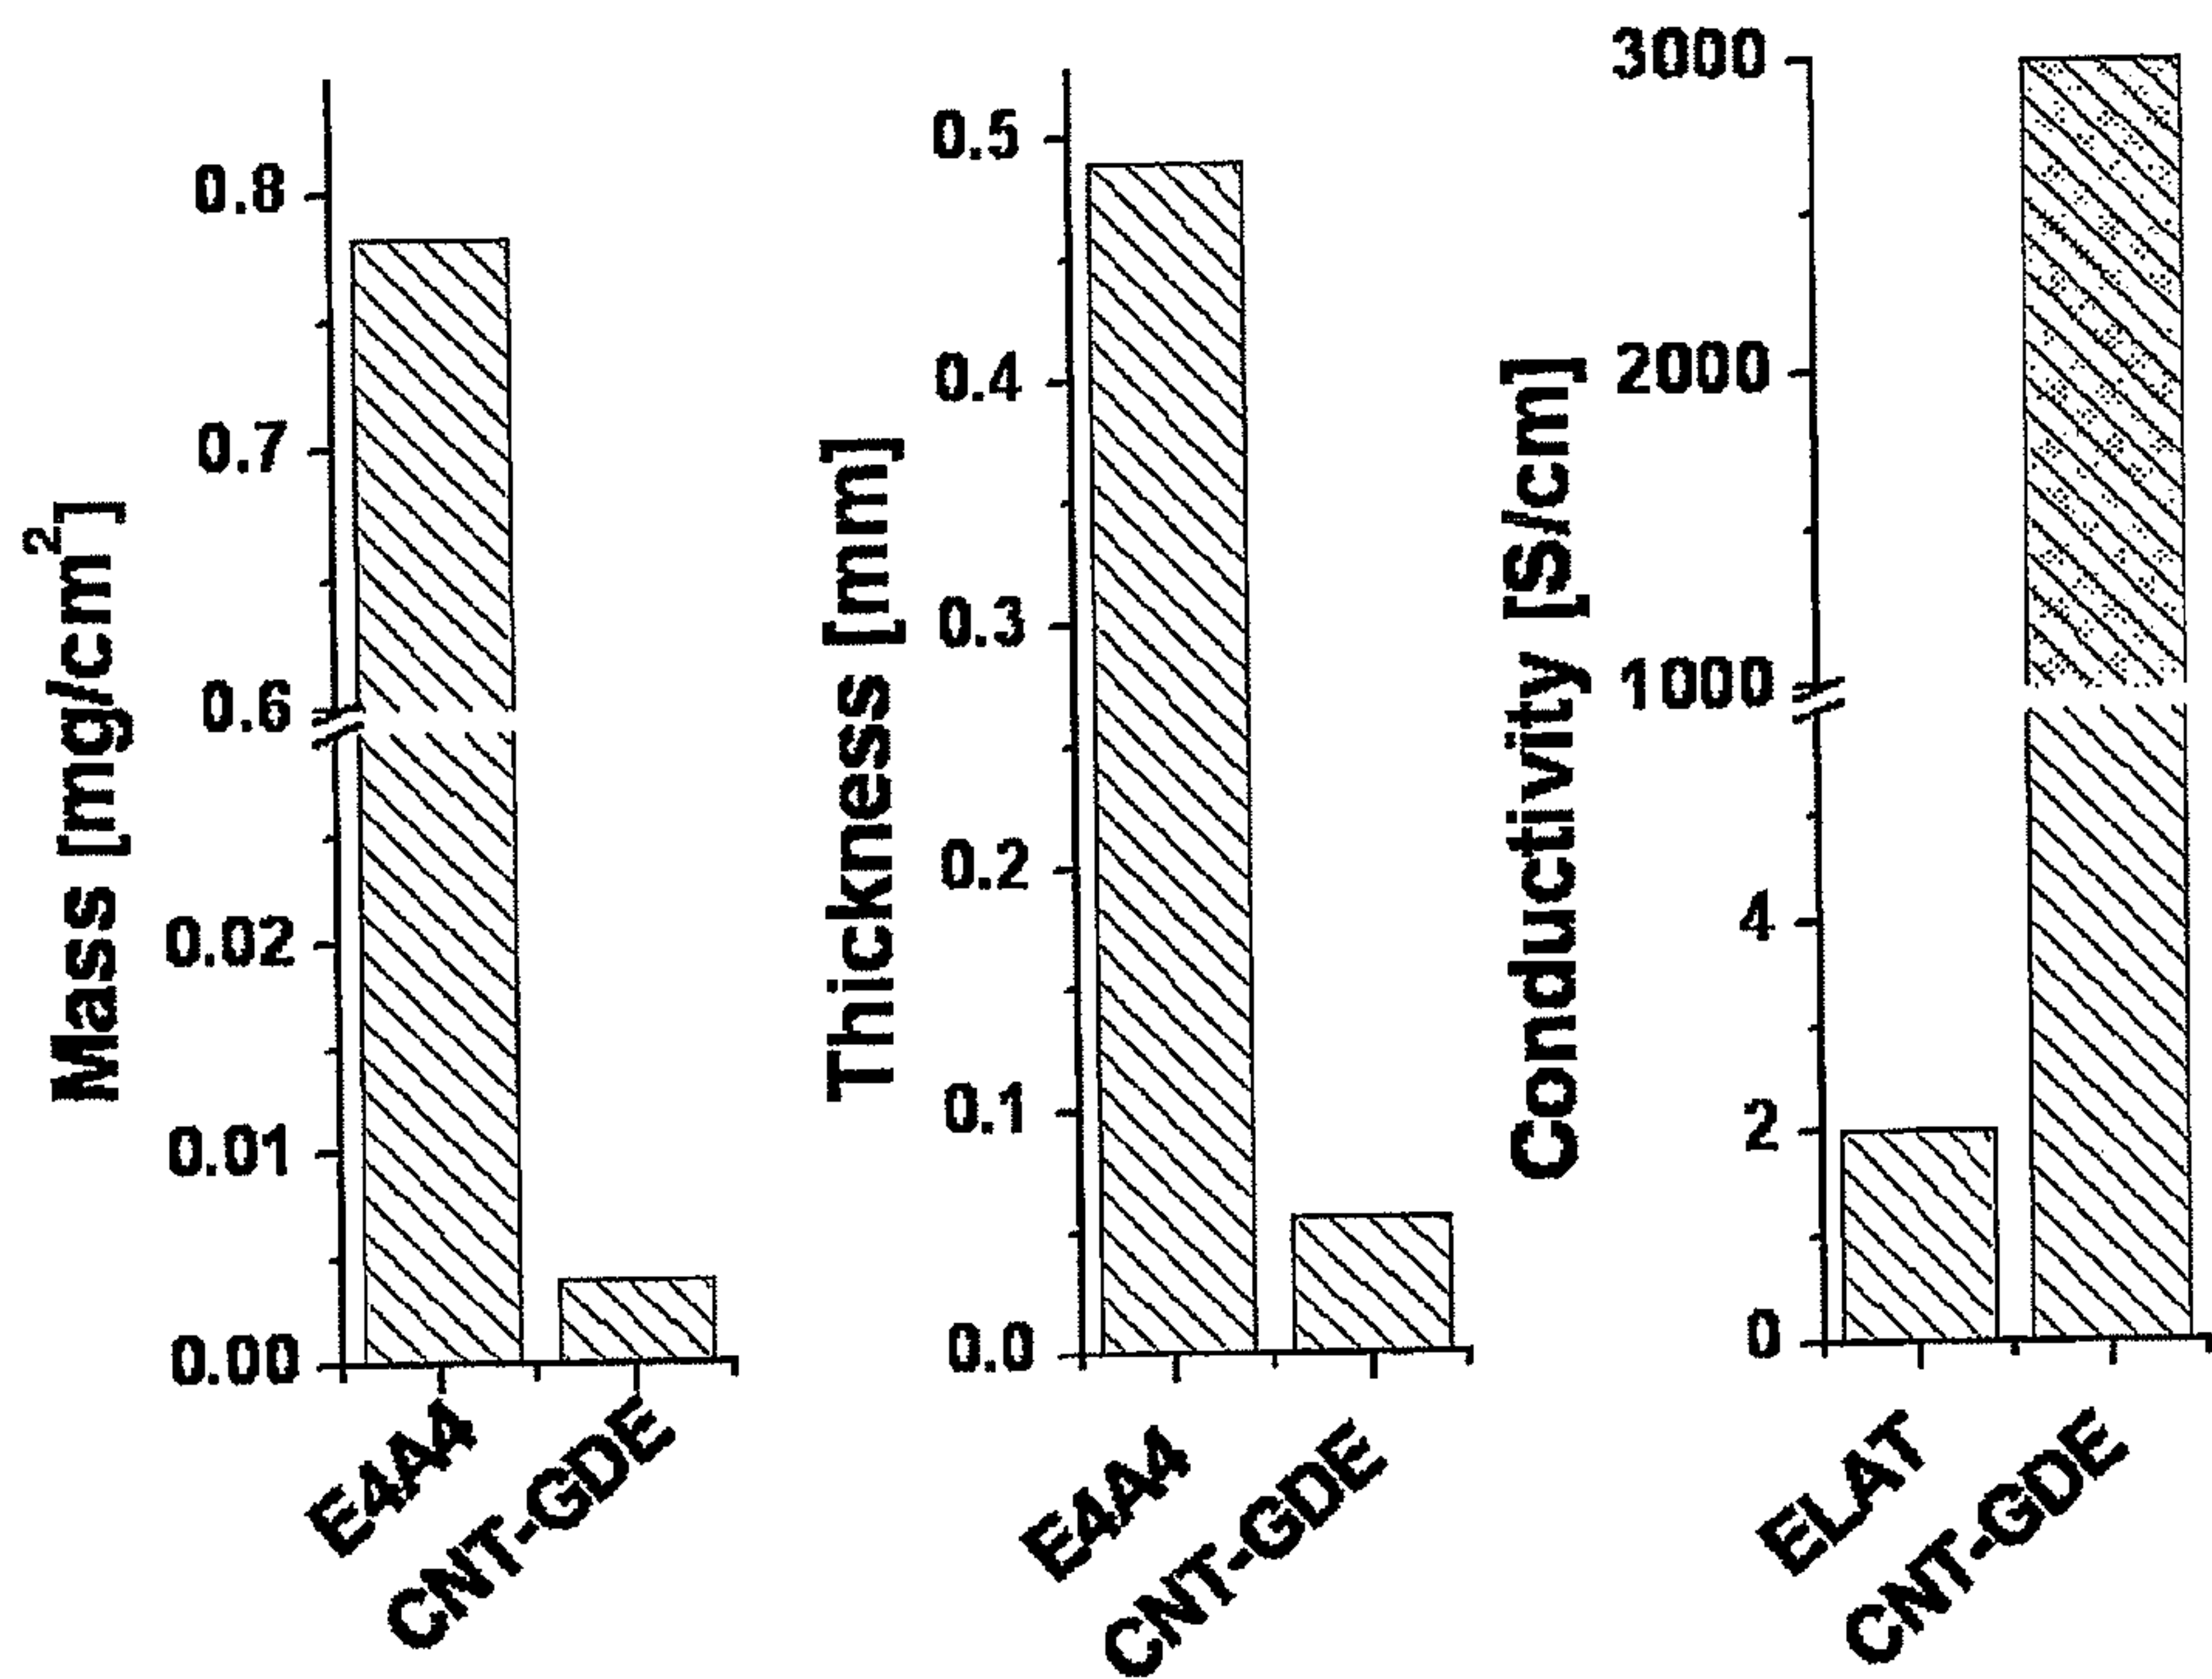 Mass [mg/cm²]
0.8
0.7
0.6
0.02
0.01
0.00
E4A4
CNT-GDE
Thickness [mm]
0.5
0.4
0.3
0.2
0.1
0.0
E4A4
CNT-GDE
Conductivity [S/cm]
3000
2000
1000
4
2
0
ELAT
CNT-GDE